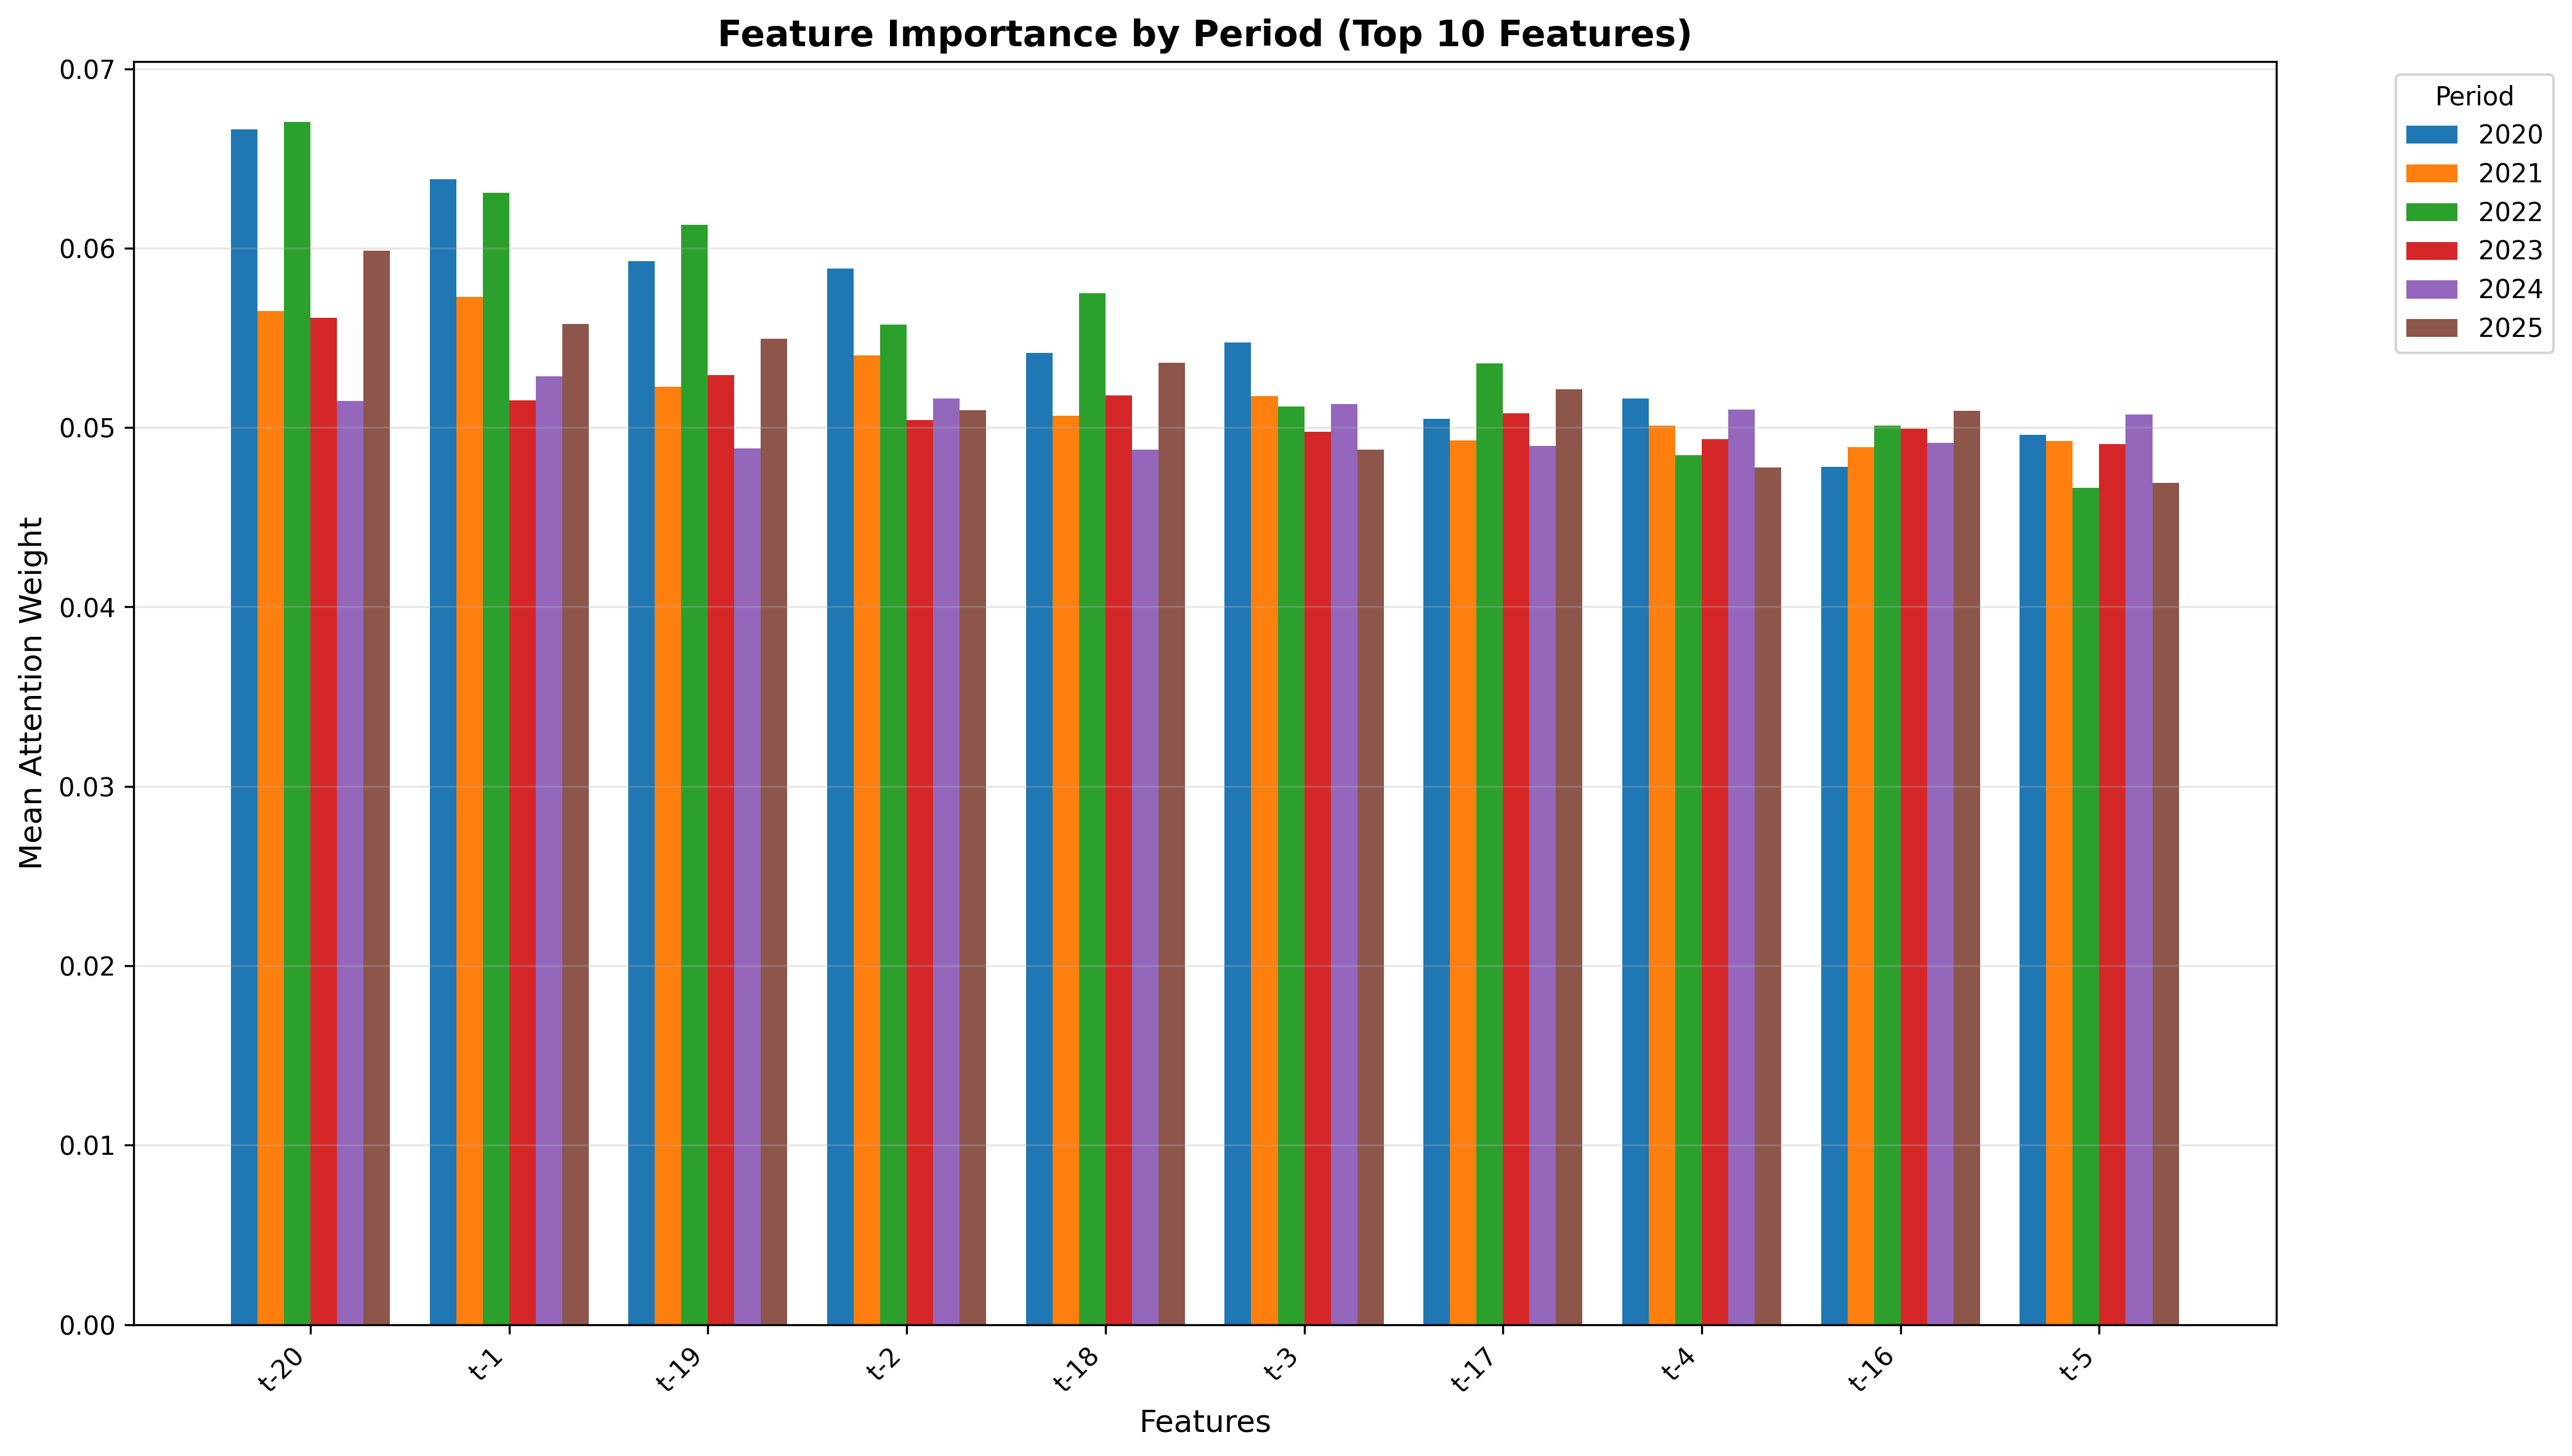 Feature Importance by Period (Top 10 Features)
Mean Attention Weight
0.07
0.06
0.05
0.04
0.03
0.02
0.01
0.00
t-20
t-1
t-19
t-2
t-18
t-3
t-17
t-4
t-16
t-5
Features
Period
2020
2021
2022
2023
2024
2025